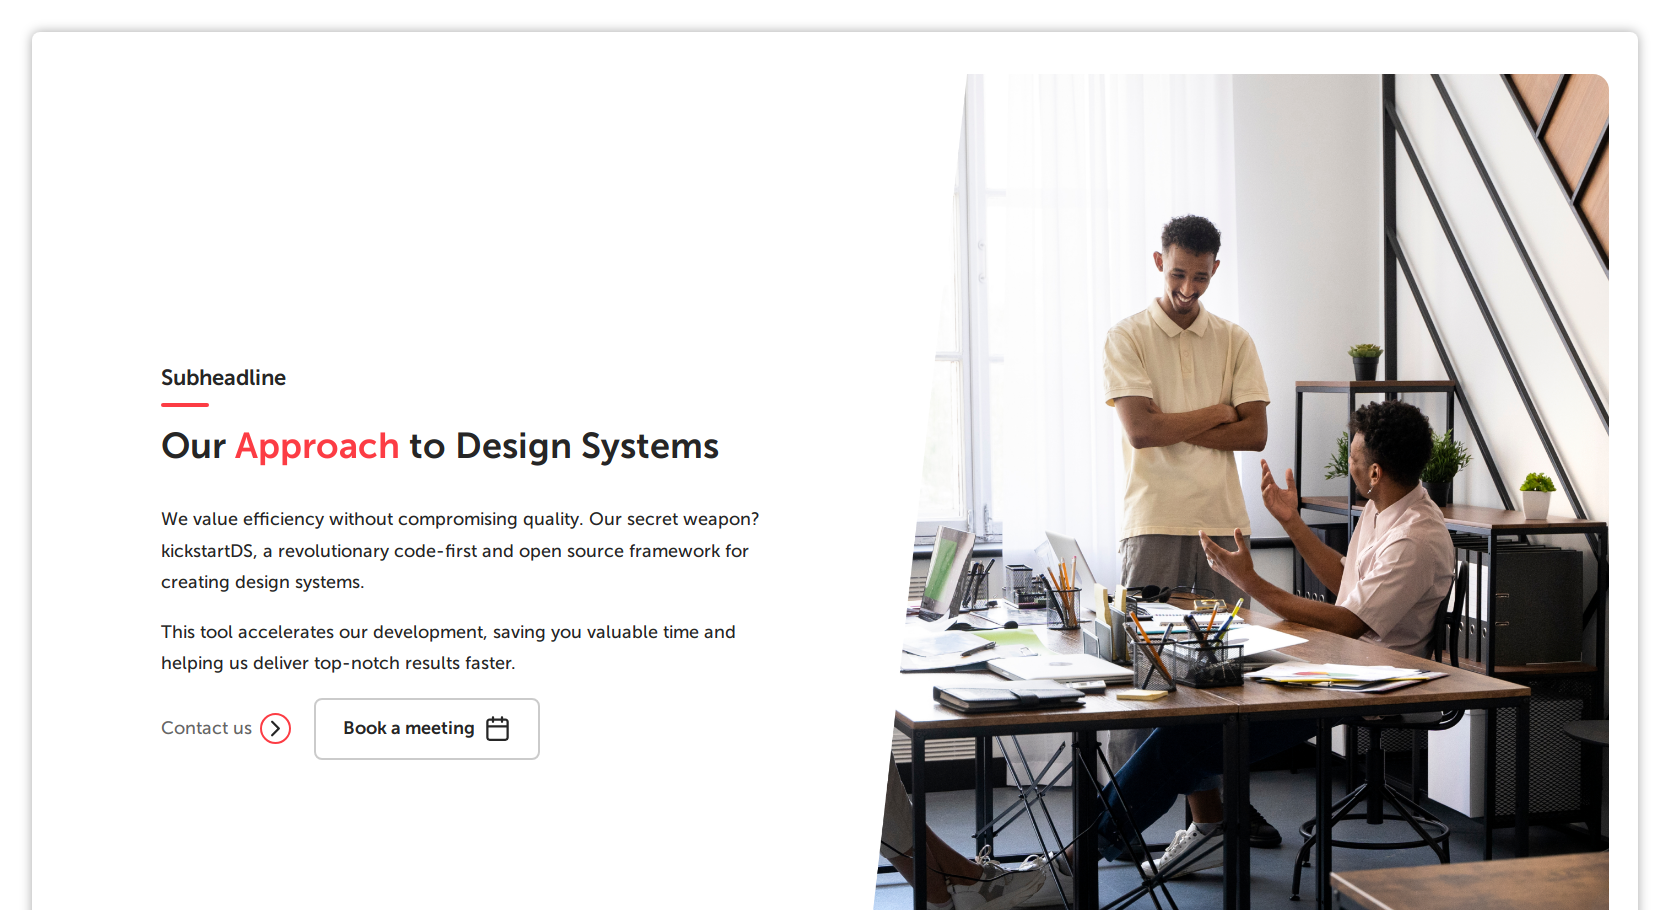 Subheadline
Our Approach to Design Systems
We value efficiency without compromising quality. Our secret weapon?
kickstartDS, a revolutionary code-first and open source framework for
creating design systems.
This tool accelerates our development, saving you valuable time and
helping us deliver top-notch results faster.
Contact us
Book a meeting